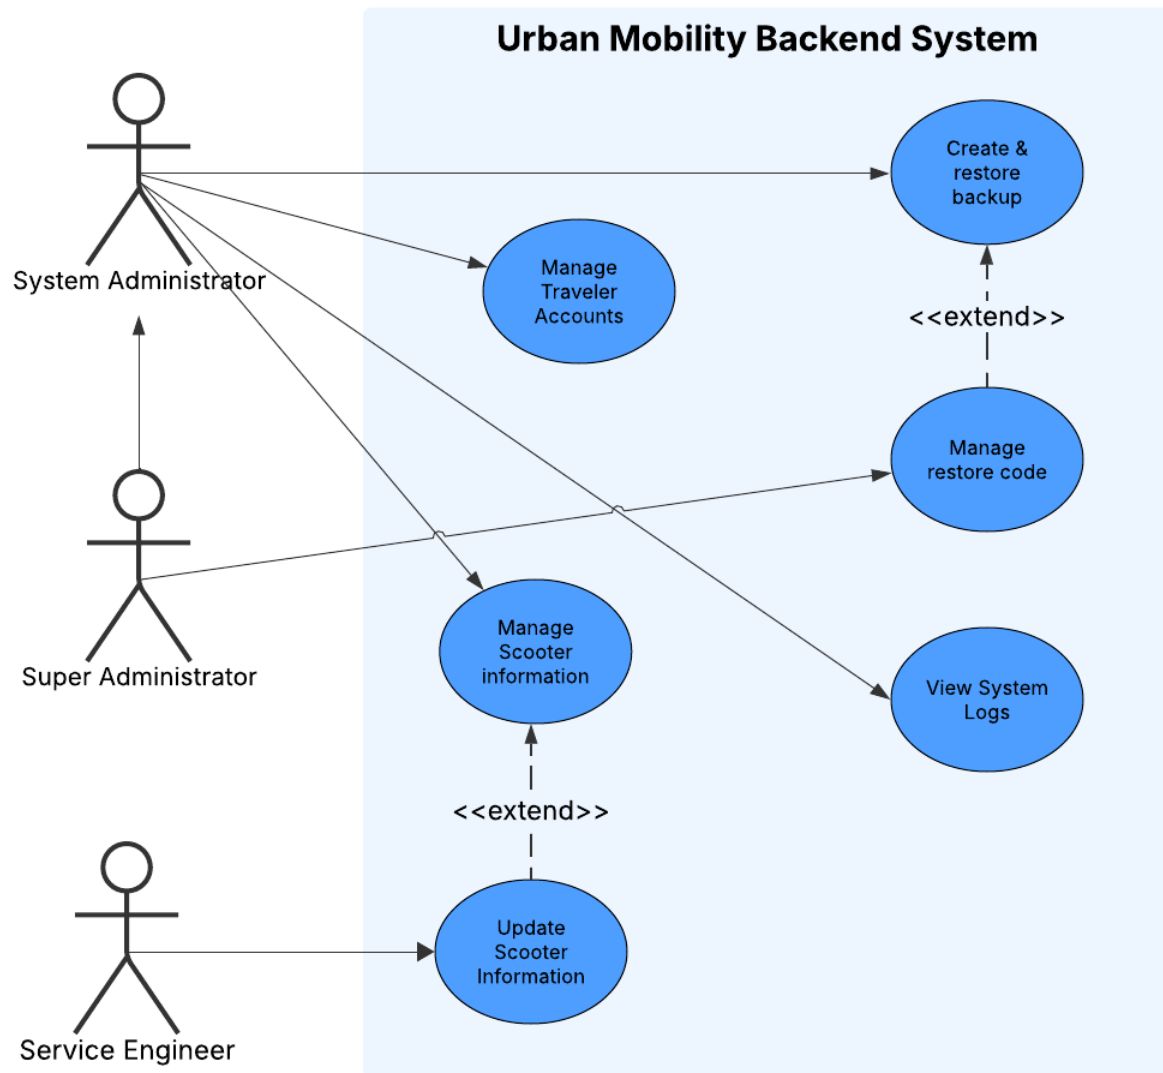 Urban Mobility Backend System
Create &
restore
backup
Manage
Traveler
Accounts
System Administrator
<<extend>>
Manage
restore code
Manage
Scooter
information
Super Administrator
View System
Logs
<<extend>>
Update
Scooter
Information
Service Engineer